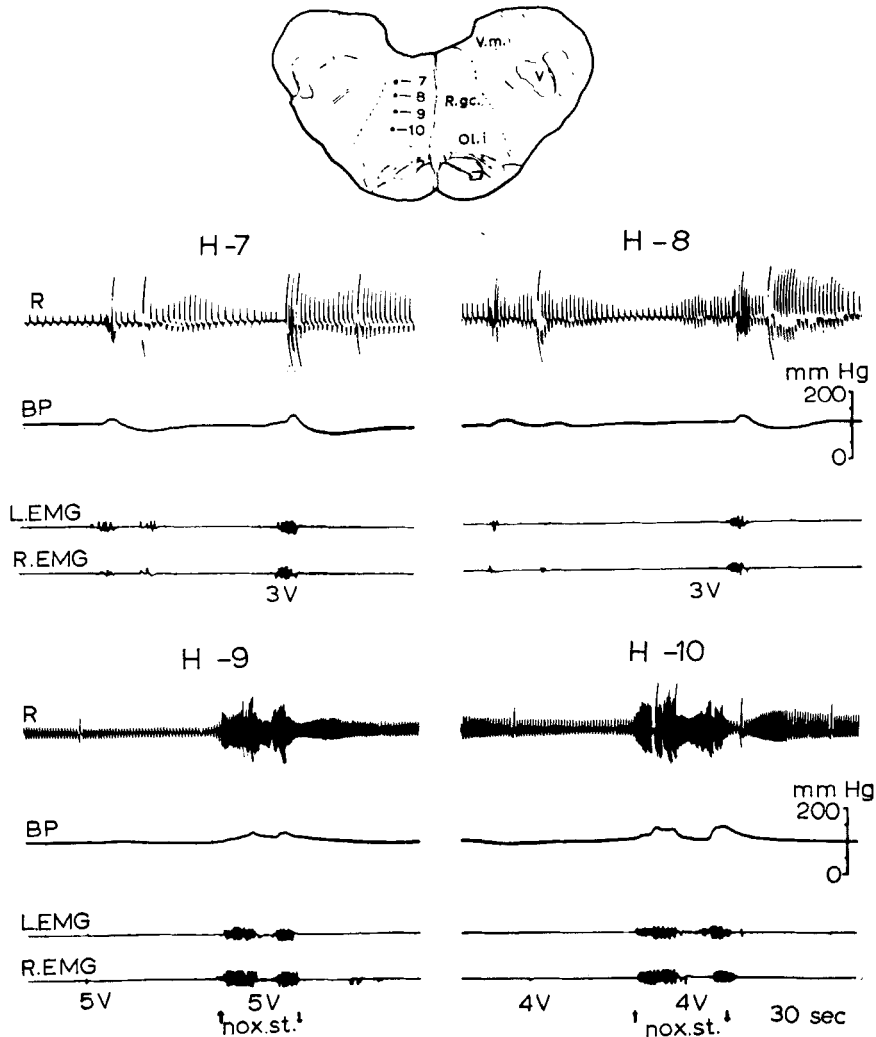 V.m.
7
8
9
10
R.gc.
V
Ol.i
H-7
H-8
R
mm Hg
BP
200
0
L.EMG
R.EMG
3V
3V
H-9
H-10
R
mm Hg
BP
200
0
L.EMG
R.EMG
5V
5V
4V
4V
30 sec
nox.st.
nox.st.